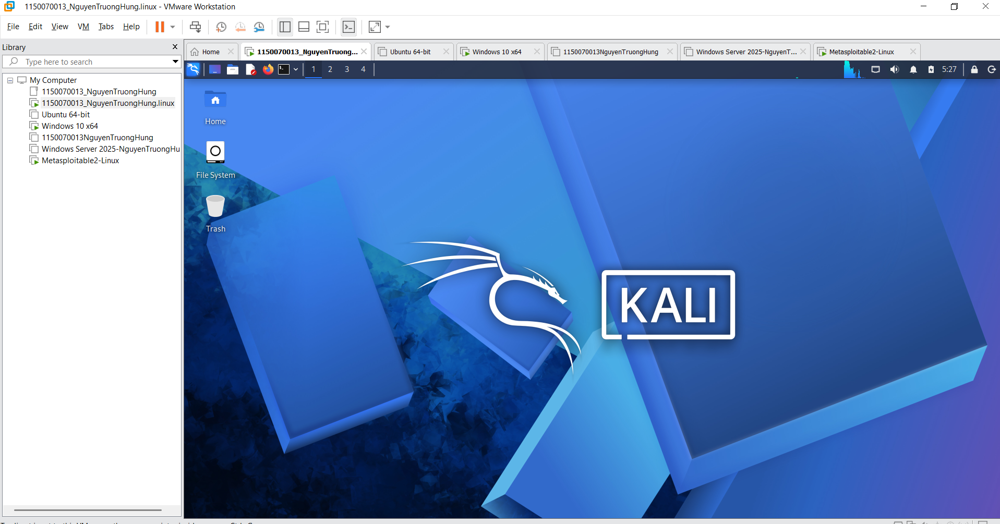 1150070013_NguyenTruongHung.linux - VMware Workstation
File Edit View VM Tabs Help
Library
Type here to search
My Computer
1150070013_NguyenTruongHung
1150070013_NguyenTruongHung.linux
Ubuntu 64-bit
Windows 10 x64
1150070013NguyenTruongHung
Windows Server 2025-NguyenTruongHu
Metasploitable2-Linux
Home
1150070013_NguyenTruong...
Ubuntu 64-bit
Windows 10 x64
1150070013NguyenTruongHung
Windows Server 2025-NguyenT...
Metasploitable2-Linux
1 2 3 4
5:27
Home
File System
Trash
KALI